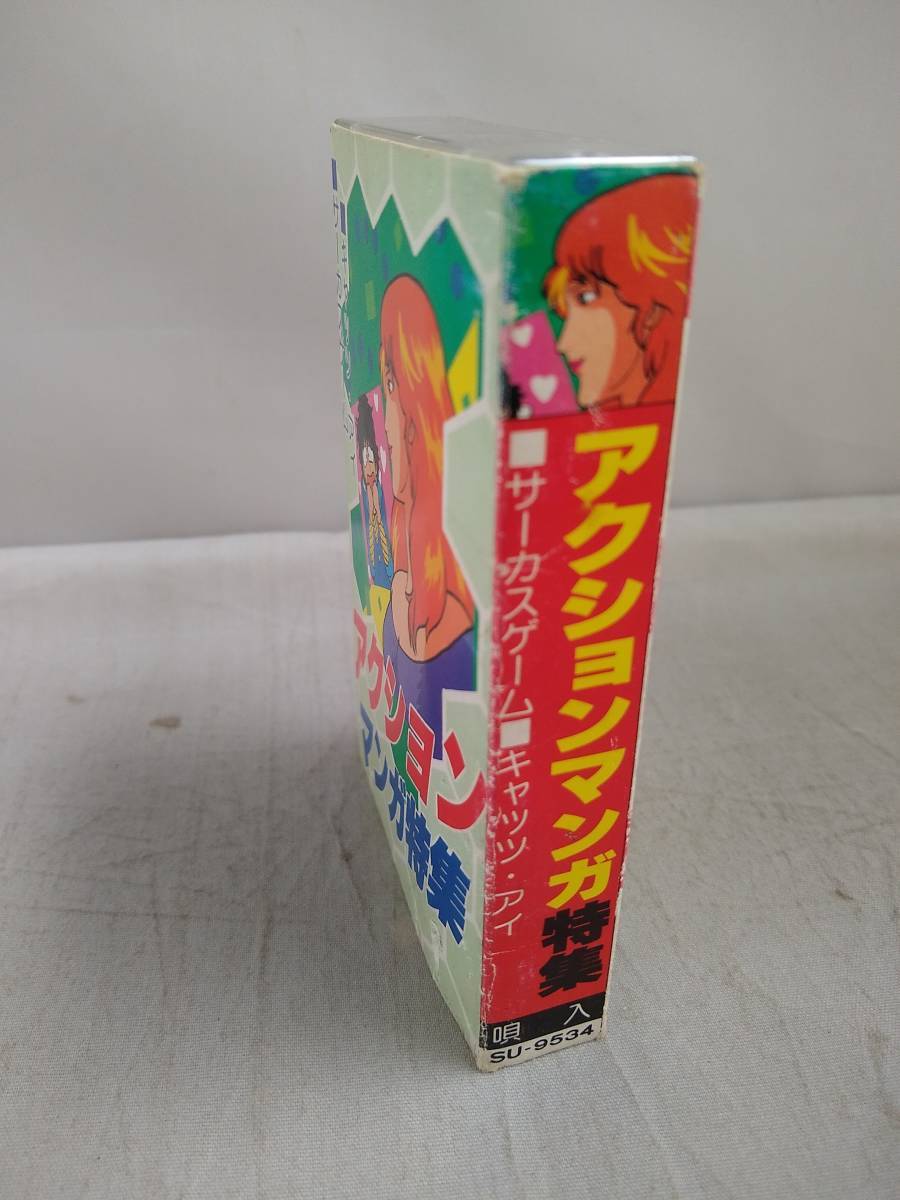 アクションマンガ特集
■サーカスゲーム■キャッツ・アイ
唄入
SU-9534
アクション
マンガ特集